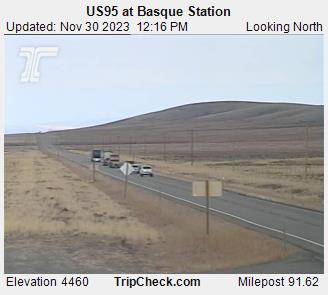 US95 at Basque Station
Updated: Nov 30 2023 12:16 PM Looking North
Elevation 4460 TripCheck.com Milepost 91.62